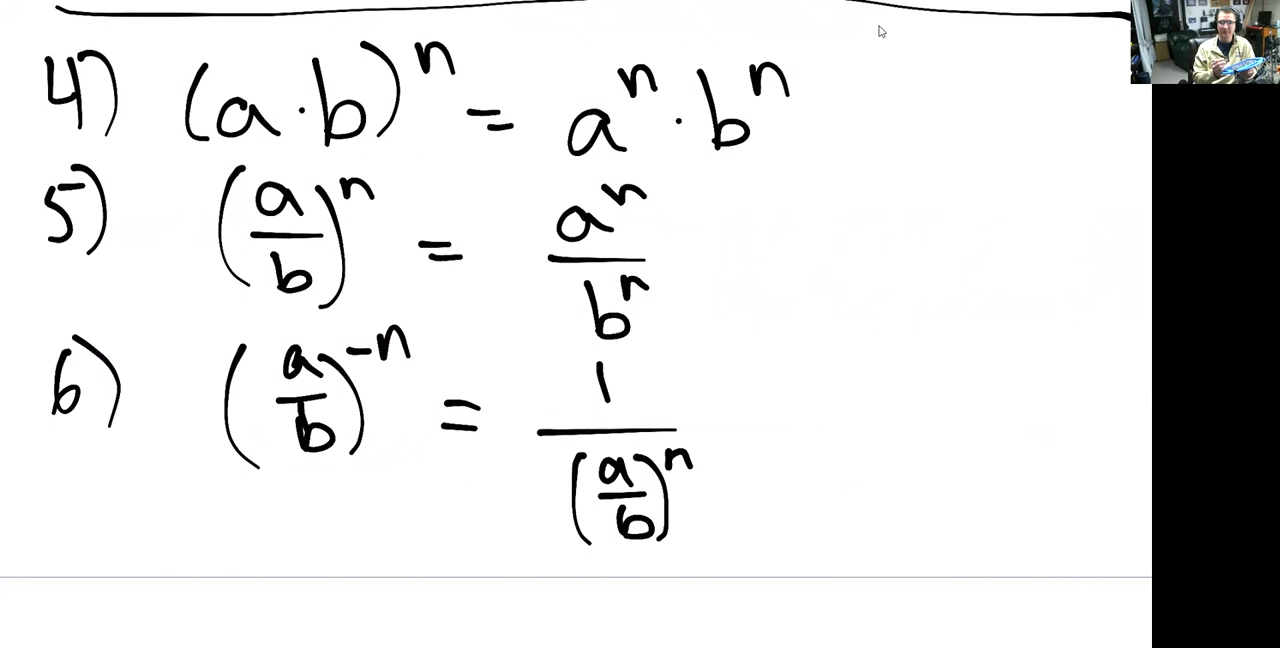 4) (a·b)^n = a^n · b^n
5) (a/b)^n = a^n/b^n
6) (a/b)^-n = 1/(a/b)^n